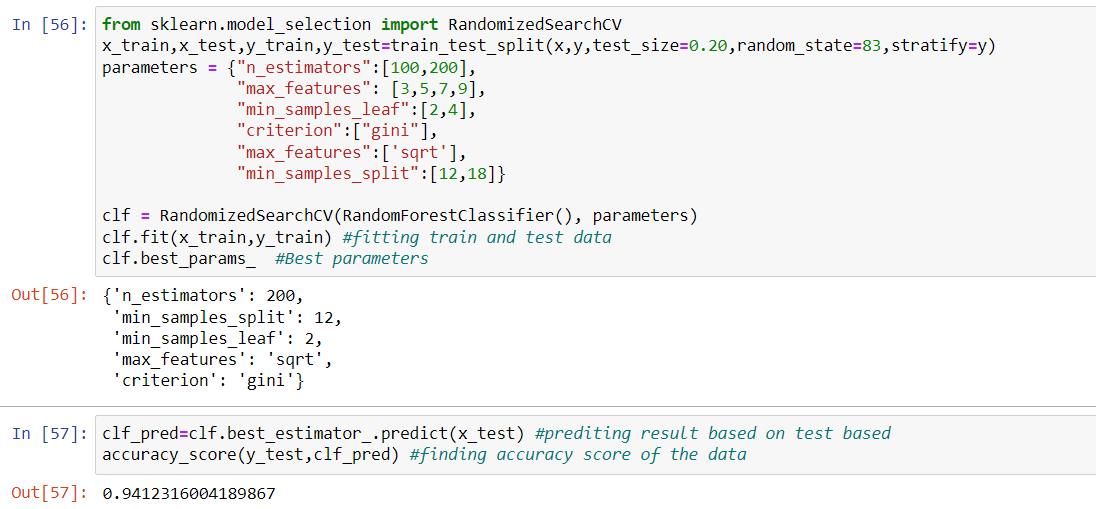 In [56]: from sklearn.model_selection import RandomizedSearchCV
x_train,x_test,y_train,y_test=train_test_split(x,y,test_size=0.20,random_state=83,stratify=y)
parameters = {"n_estimators":[100,200],
"max_features": [3,5,7,9],
"min_samples_leaf":[2,4],
"criterion":["gini"],
"max_features":['sqrt'],
"min_samples_split":[12,18]}
clf = RandomizedSearchCV(RandomForestClassifier(), parameters)
clf.fit(x_train,y_train) #fitting train and test data
clf.best_params_  #Best parameters
Out[56]: {'n_estimators': 200,
'min_samples_split': 12,
'min_samples_leaf': 2,
'max_features': 'sqrt',
'criterion': 'gini'}
In [57]: clf_pred=clf.best_estimator_.predict(x_test) #prediting result based on test based
accuracy_score(y_test,clf_pred) #finding accuracy score of the data
Out[57]: 0.9412316004189867